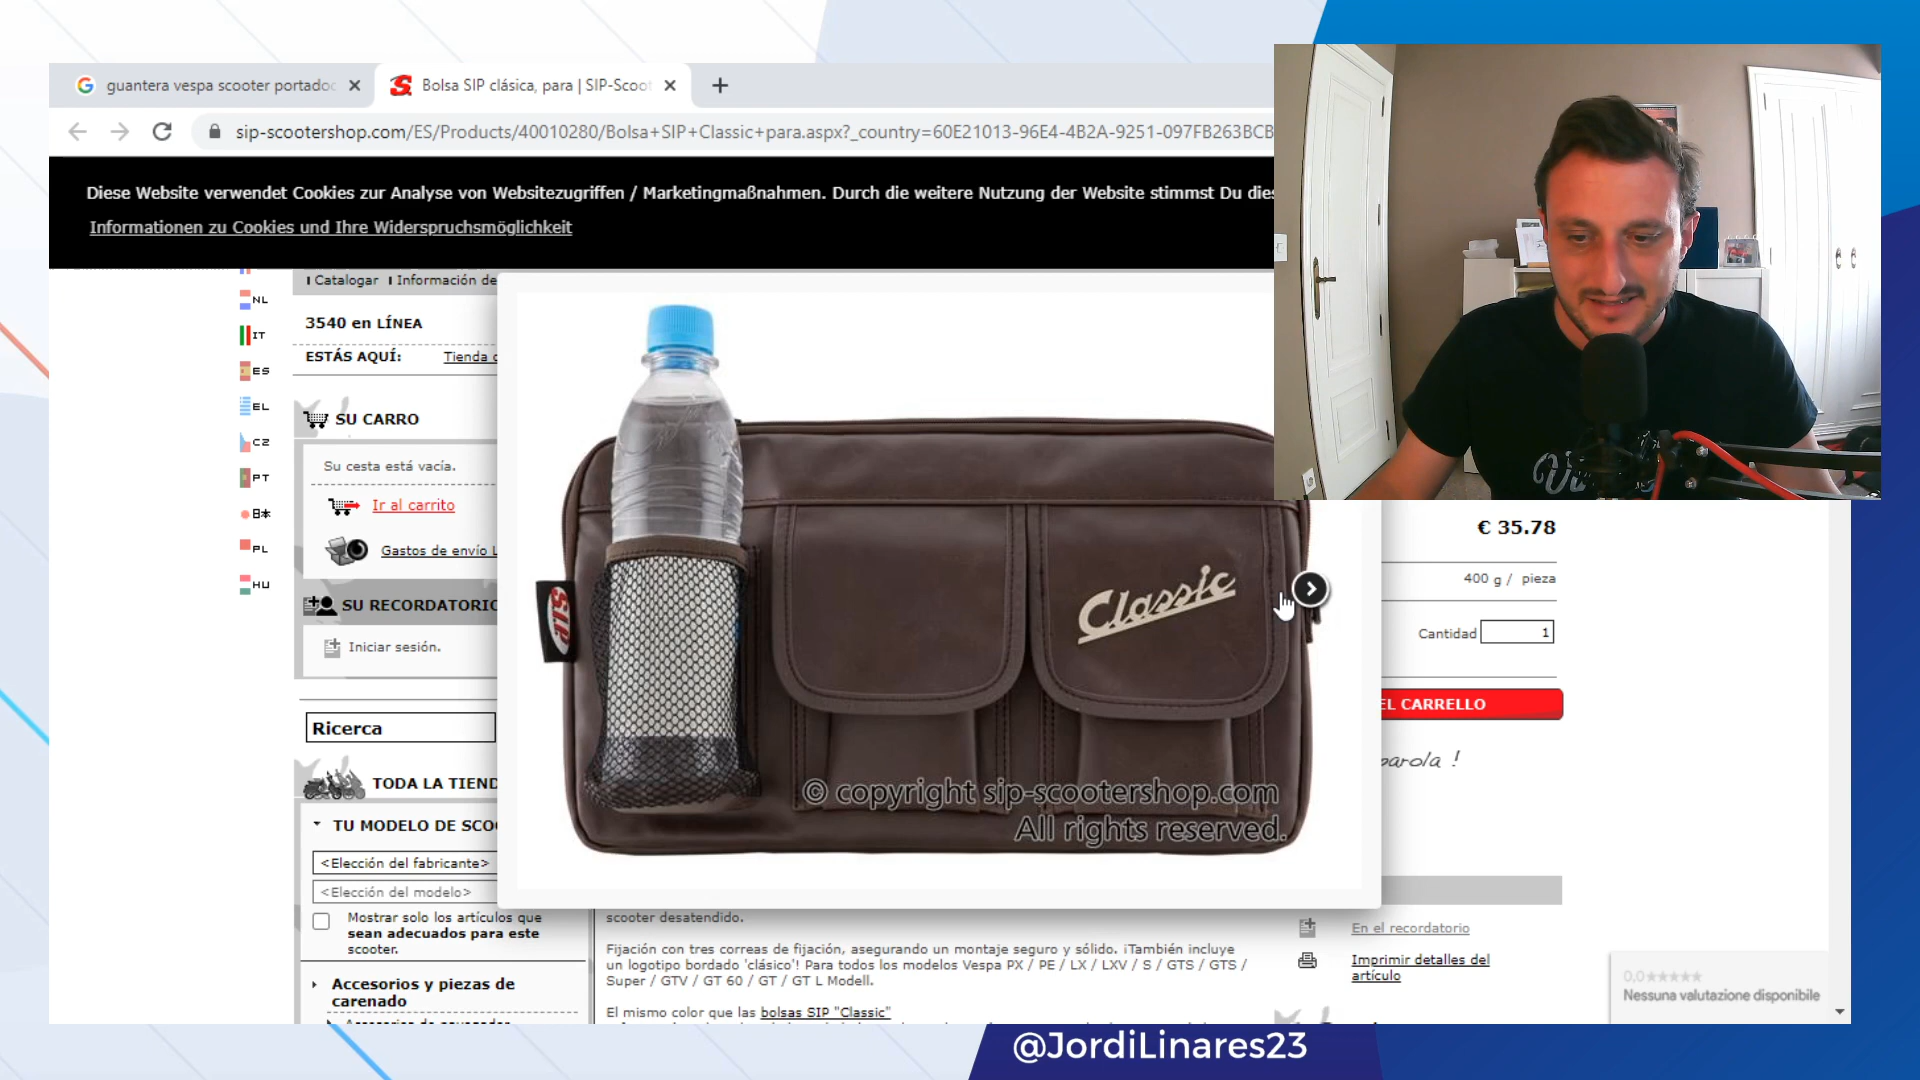 guantera vespa scooter portadoc
Bolsa SIP clásica, para | SIP-Scoot
sip-scootershop.com/ES/Products/40010280/Bolsa+SIP+Classic+para.aspx?_country=60E21013-96E4-4B2A-9251-097FB263BCB
Diese Website verwendet Cookies zur Analyse von Websitezugriffen / Marketingmaßnahmen. Durch die weitere Nutzung der Website stimmst Du dies
Informationen zu Cookies und Ihre Widerspruchsmöglichkeit
Catalogar Información de
NL
3540 en LÍNEA
IT
ESTÁS AQUÍ: Tienda
ES
EL
SU CARRO
CZ
Su cesta está vacía.
PT
Ir al carrito
日本
PL
Gastos de envío
HU
SU RECORDATORIO
Iniciar sesión.
Ricerca
TODA LA TIEND
TU MODELO DE SCO
<Elección del fabricante>
<Elección del modelo>
Mostrar solo los artículos que
sean adecuados para este
scooter.
Accesorios y piezas de
carenado
SIP
Classic
© copyright sip-scootershop.com
All rights reserved.
€ 35.78
400 g / pieza
Cantidad 1
EL CARRELLO
parola !
scooter desatendido.
Fijación con tres correas de fijación, asegurando un montaje seguro y sólido. ¡También incluye
un logotipo bordado 'clásico'! Para todos los modelos Vespa PX / PE / LX / LXV / S / GTS / GTS /
Super / GTV / GT 60 / GT / GT L Modell.
El mismo color que las bolsas SIP "Classic"
En el recordatorio
Imprimir detalles del
artículo
0,0★★★★★
Nessuna valutazione disponibile
@JordiLinares23